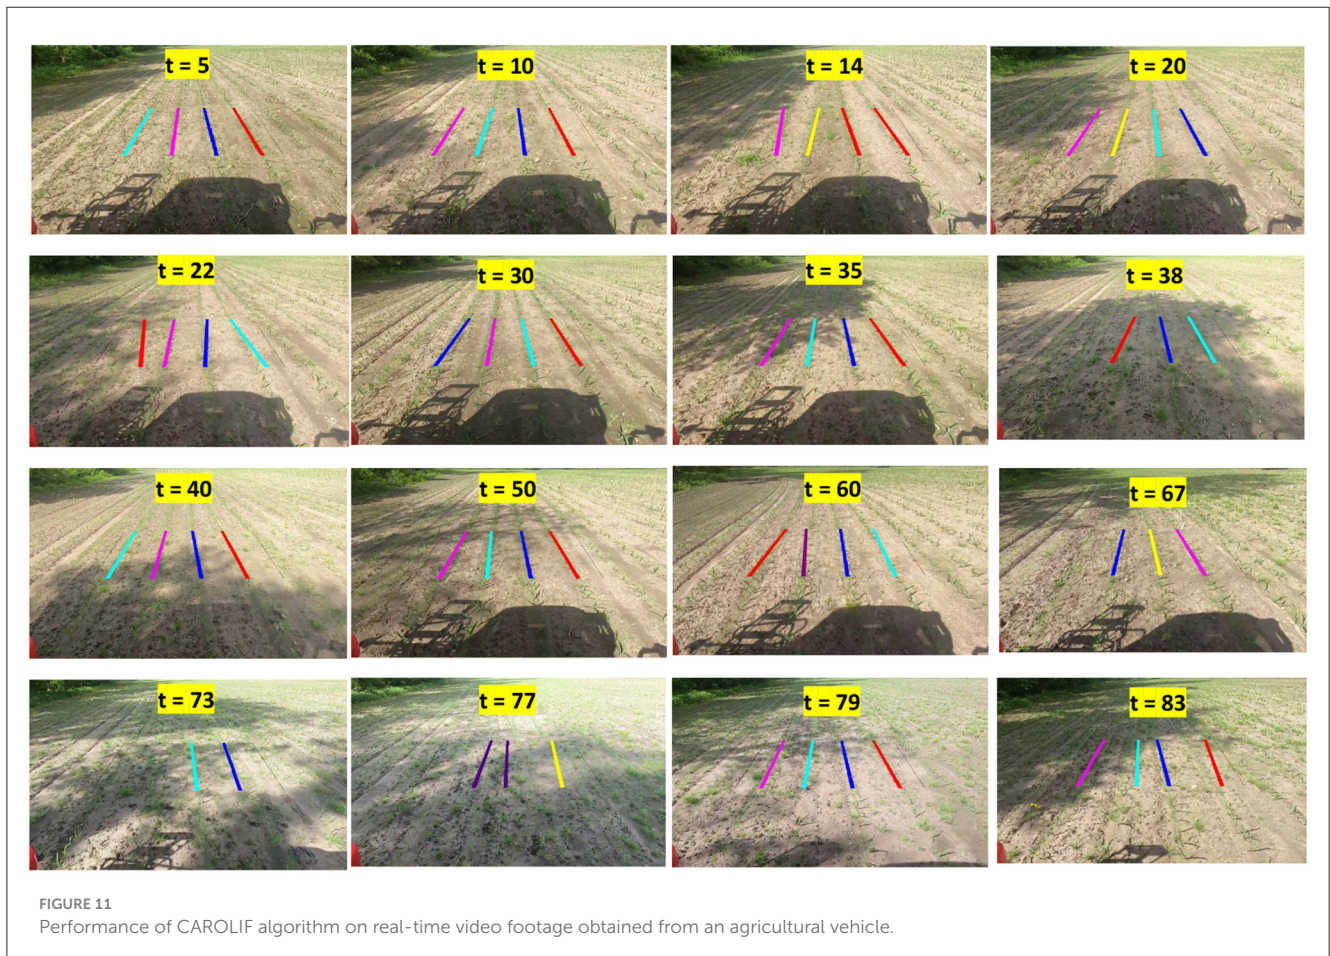 t = 5
t = 10
t = 14
t = 20
t = 22
t = 30
t = 35
t = 38
t = 40
t = 50
t = 60
t = 67
t = 73
t = 77
t = 79
t = 83
FIGURE 11
Performance of CAROLIF algorithm on real-time video footage obtained from an agricultural vehicle.